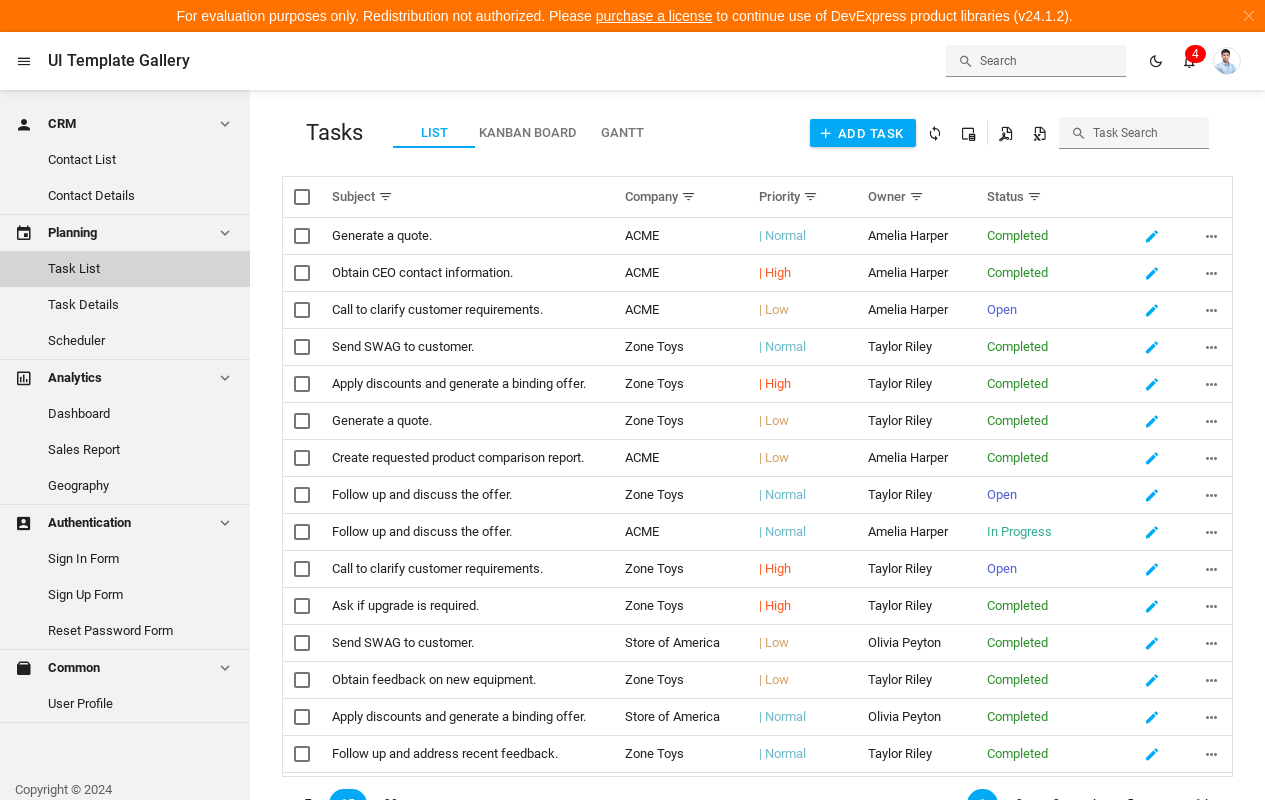 For evaluation purposes only. Redistribution not authorized. Please purchase a license to continue use of DevExpress product libraries (v24.1.2).
UI Template Gallery
Search
4
CRM
Contact List
Contact Details
Planning
Task List
Task Details
Scheduler
Analytics
Dashboard
Sales Report
Geography
Authentication
Sign In Form
Sign Up Form
Reset Password Form
Common
User Profile
Copyright © 2024
Tasks LIST KANBAN BOARD GANTT ADD TASK Task Search
Subject Company Priority Owner Status
Generate a quote. ACME | Normal Amelia Harper Completed
Obtain CEO contact information. ACME | High Amelia Harper Completed
Call to clarify customer requirements. ACME | Low Amelia Harper Open
Send SWAG to customer. Zone Toys | Normal Taylor Riley Completed
Apply discounts and generate a binding offer. Zone Toys | High Taylor Riley Completed
Generate a quote. Zone Toys | Low Taylor Riley Completed
Create requested product comparison report. ACME | Low Amelia Harper Completed
Follow up and discuss the offer. Zone Toys | Normal Taylor Riley Open
Follow up and discuss the offer. ACME | Normal Amelia Harper In Progress
Call to clarify customer requirements. Zone Toys | High Taylor Riley Open
Ask if upgrade is required. Zone Toys | High Taylor Riley Completed
Send SWAG to customer. Store of America | Low Olivia Peyton Completed
Obtain feedback on new equipment. Zone Toys | Low Taylor Riley Completed
Apply discounts and generate a binding offer. Store of America | Normal Olivia Peyton Completed
Follow up and address recent feedback. Zone Toys | Normal Taylor Riley Completed